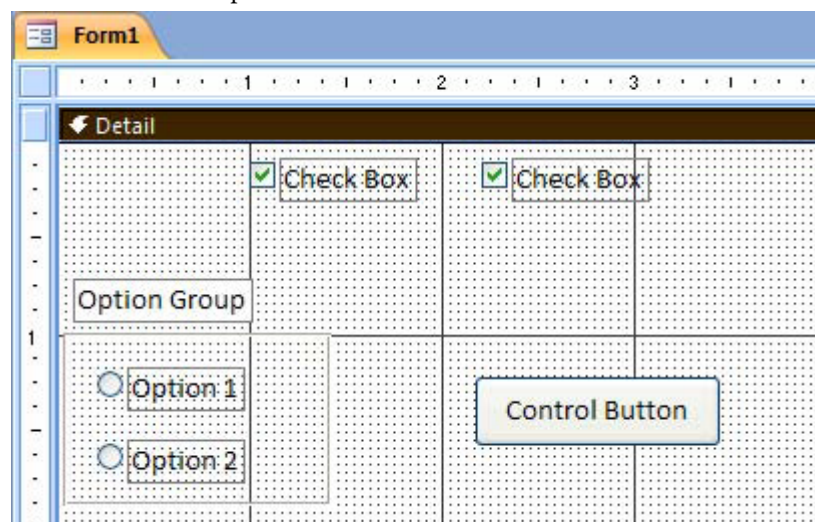 Form1
1 2 3
Detail
Check Box Check Box
Option Group
1
Option 1
Control Button
Option 2